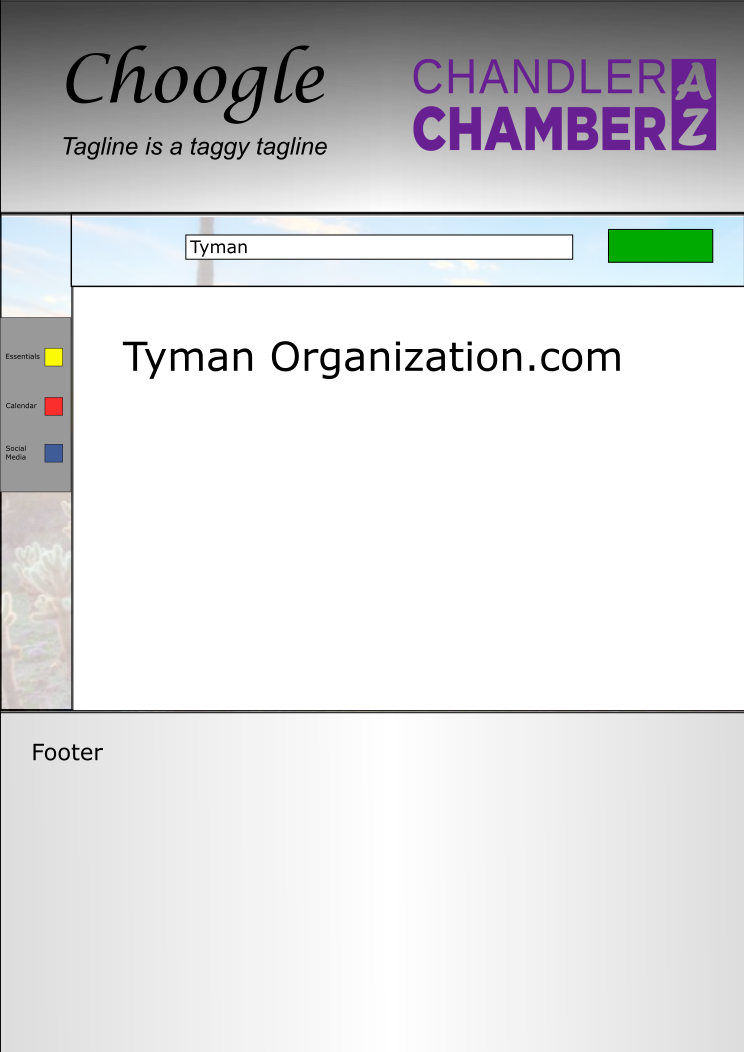 Choogle
Tagline is a taggy tagline
CHANDLER
CHAMBER
AZ
Tyman
Tyman Organization.com
Essentials
Calendar
Social
Media
Footer